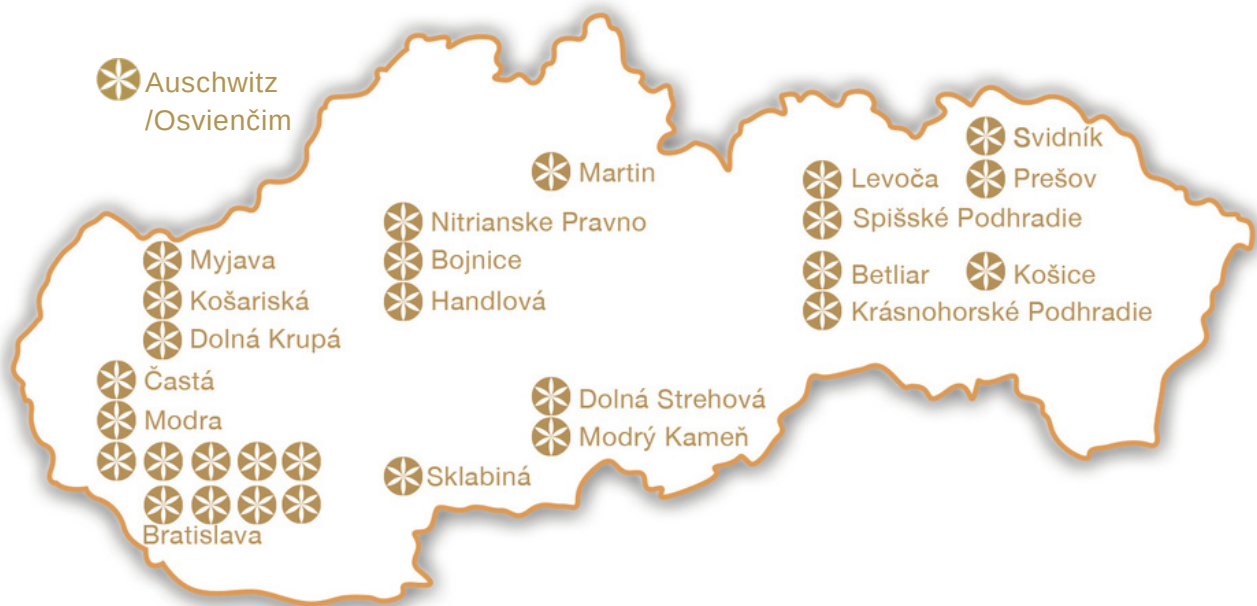 Auschwitz
/Osvienčim
Svidník
Martin
Levoča
Prešov
Nitrianske Pravno
Spišské Podhradie
Myjava
Bojnice
Betliar
Košice
Košariská
Handlová
Krásnohorské Podhradie
Dolná Krupá
Častá
Dolná Strehová
Modra
Modrý Kameň
Sklabiná
Bratislava